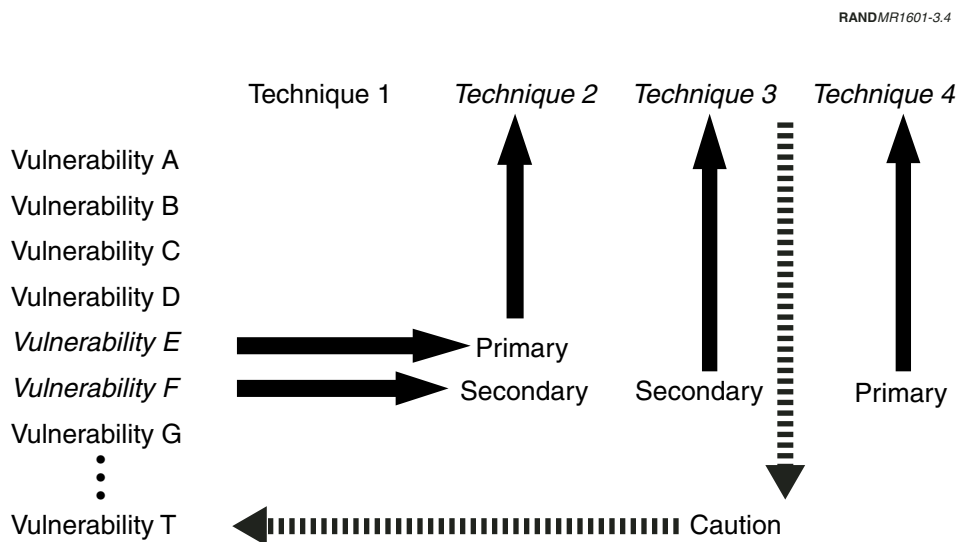 RANDMR1601-3.4
Technique 1 Technique 2 Technique 3 Technique 4
Vulnerability A
Vulnerability B
Vulnerability C
Vulnerability D
Vulnerability E Primary
Vulnerability F Secondary Secondary Primary
Vulnerability G
Vulnerability T Caution